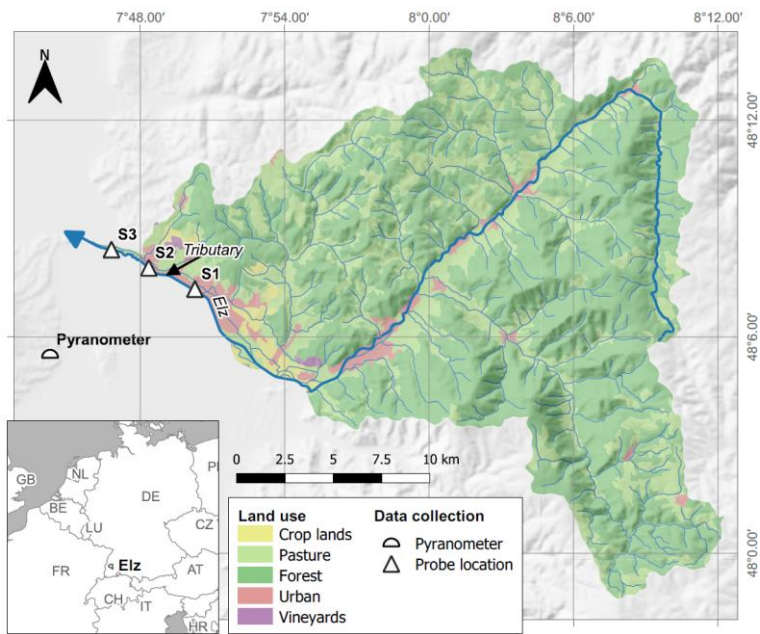 7°48.00' 7°54.00' 8°0.00' 8°6.00' 8°12.00'
N
48°12.00'
S3
S2
Tributary
S1
Elz
48°6.00'
Pyranometer
0 2.5 5 7.5 10 km
GB
NL
DE
BE
LU
CZ
FR
Elz
AT
CH
IT
HR
Land use
Crop lands
Pasture
Forest
Urban
Vineyards
Data collection
Pyranometer
Probe location
48°0.00'